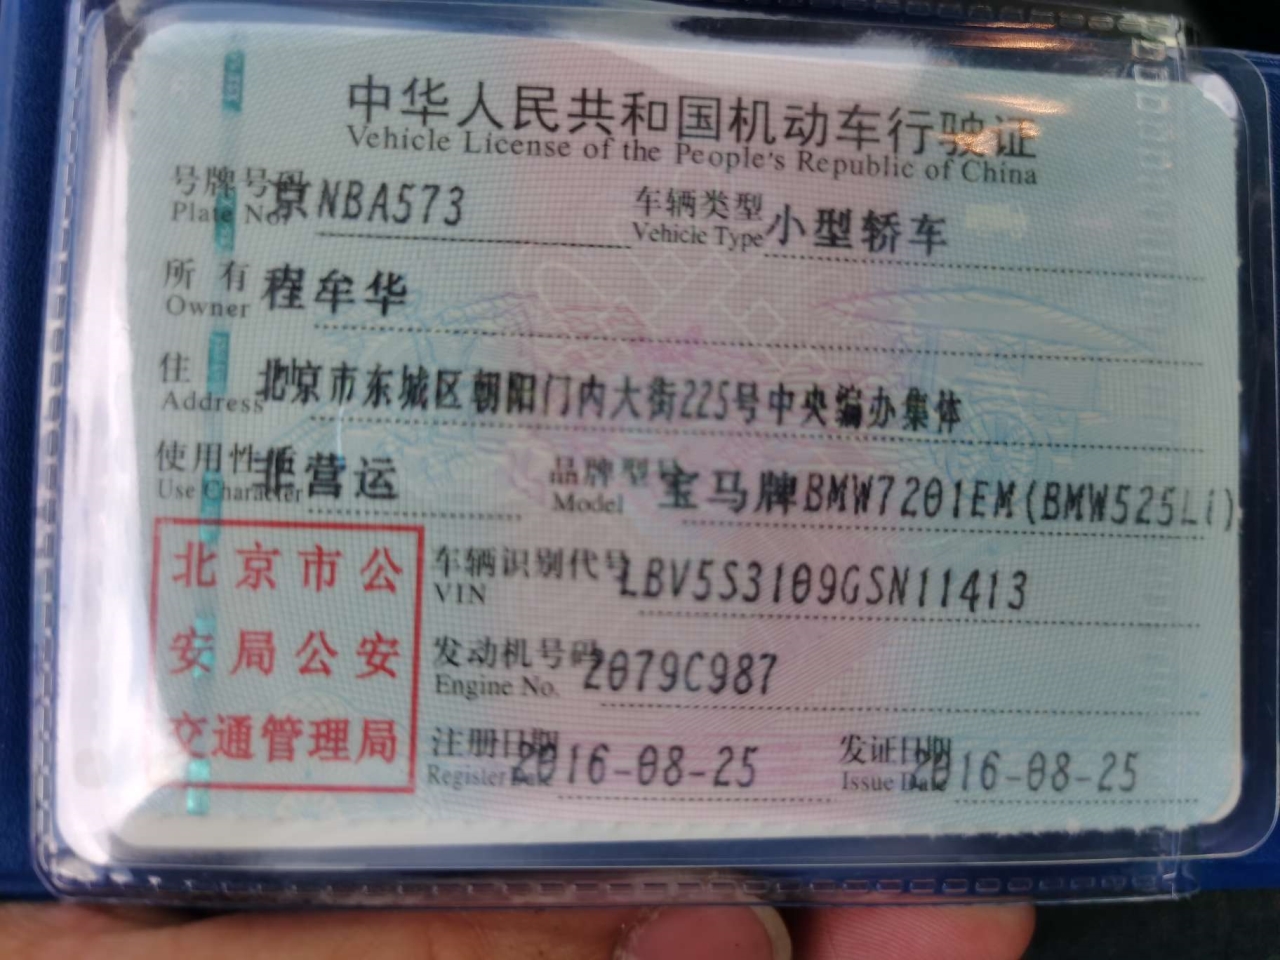 中华人民共和国机动车行驶证
Vehicle License of the People's Republic of China
号牌号码 京NBA573 车辆类型 小型轿车
Plate No. Vehicle Type
所 有 程牟华
Owner
住 北京市东城区朝阳门内大街225号中央编办集体
Address
使用性质 非营运 品牌型号 宝马牌BMW7201EM(BMW525Li)
Use Character Model
北京市公
安局公安
交通管理局
车辆识别代号 LBV5S3109GSN11413
VIN
发动机号码 2079C987
Engine No.
注册日期 2016-08-25 发证日期 2016-08-25
Register Date Issue Date